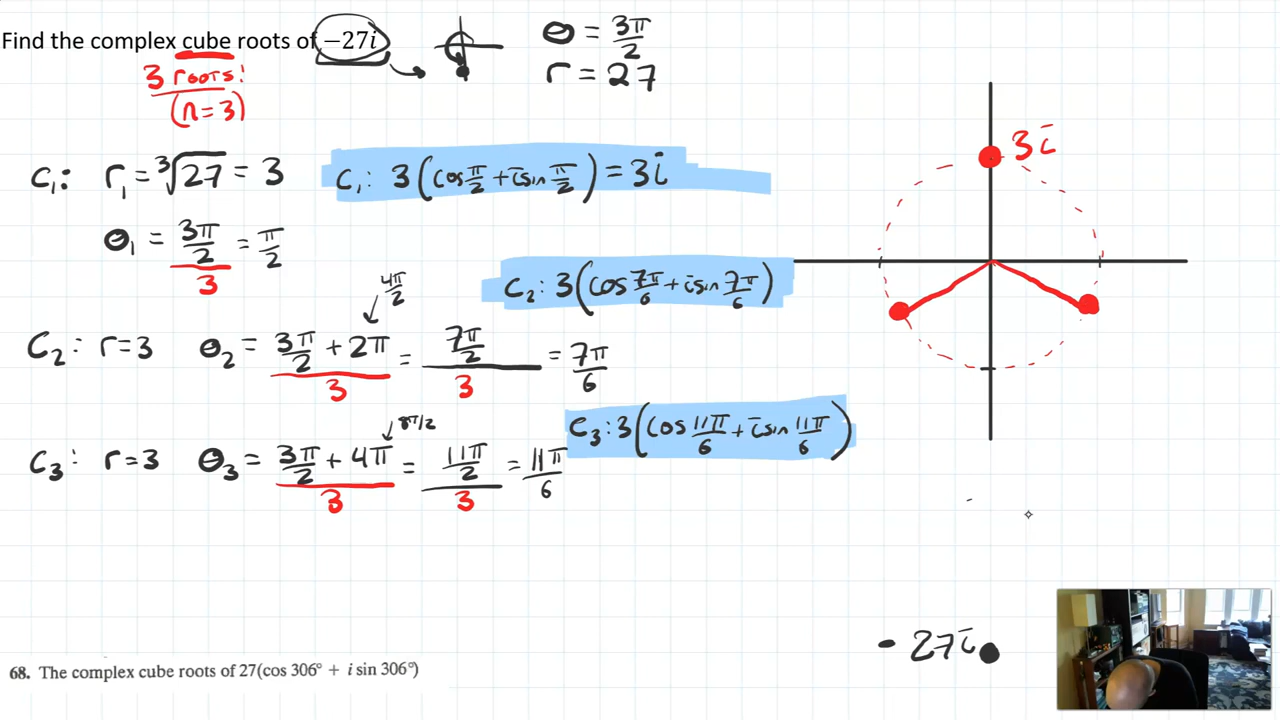 Find the complex cube roots of −27i
θ = 3π/2
r = 27
3 roots!
(n = 3)
C₁: r₁ = ³√27 = 3
C₁: 3(cos π/2 + i sin π/2) = 3i
θ₁ = (3π/2)/3 = π/2
4π/2
C₂: 3(cos 7π/6 + i sin 7π/6)
C₂: r = 3 θ₂ = (3π/2 + 2π)/3 = (7π/2)/3 = 7π/6
8π/2
C₃: 3(cos 11π/6 + i sin 11π/6)
C₃: r = 3 θ₃ = (3π/2 + 4π)/3 = (11π/2)/3 = 11π/6
3i
- 27i
68. The complex cube roots of 27(cos 306° + i sin 306°)